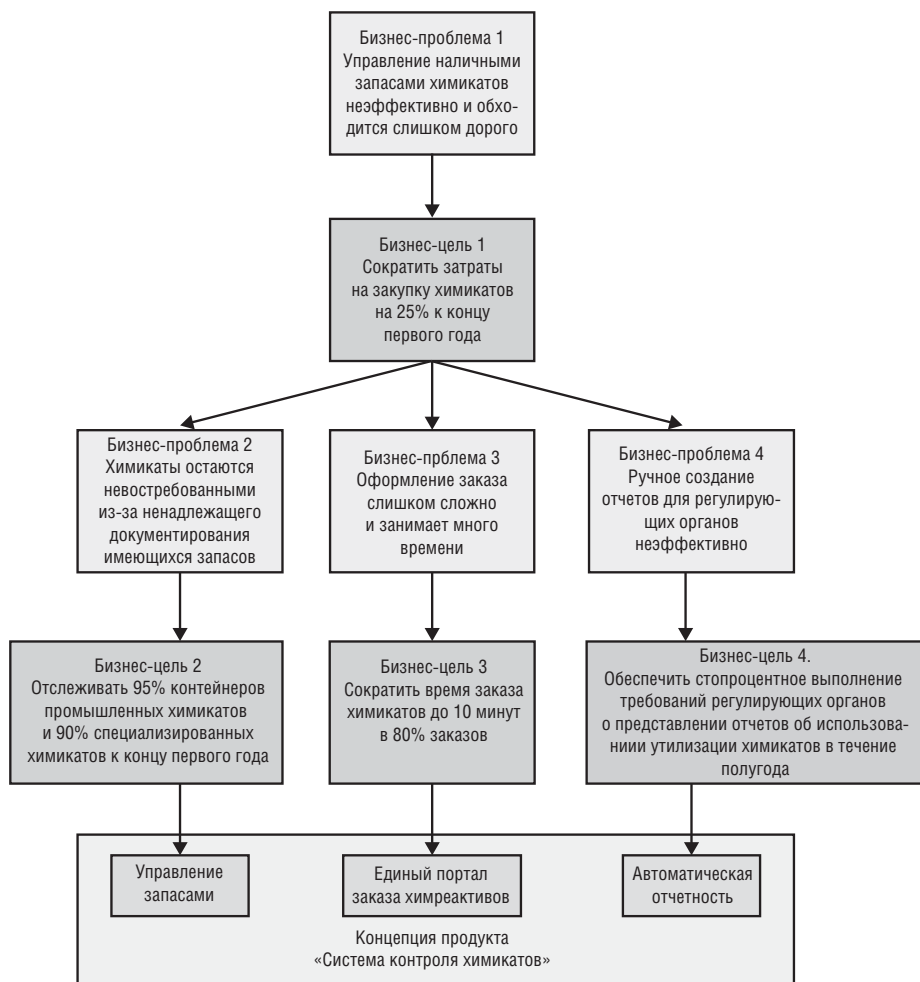 Бизнес-проблема 1
Управление наличными
запасами химикатов
неэффективно и обхо-
дится слишком дорого
Бизнес-цель 1
Сократить затраты
на закупку химикатов
на 25% к концу
первого года
Бизнес-проблема 2
Химикаты остаются
невостребованными
из-за ненадлежащего
документирования
имеющихся запасов
Бизнес-прблема 3
Оформление заказа
слишком сложно
и занимает много
времени
Бизнес-проблема 4
Ручное создание
отчетов для регулирую-
щих органов
неэффективно
Бизнес-цель 2
Отслеживать 95% контейнеров
промышленных химикатов
и 90% специализированных
химикатов к концу первого года
Бизнес-цель 3
Сократить время заказа
химикатов до 10 минут
в 80% заказов
Бизнес-цель 4.
Обеспечить стопроцентное выполнение
требований регулирующих органов
о представлении отчетов об использова-
ниии утилизации химикатов в течение
полугода
Управление
запасами
Единый портал
заказа химреактивов
Автоматическая
отчетность
Концепция продукта
«Система контроля химикатов»